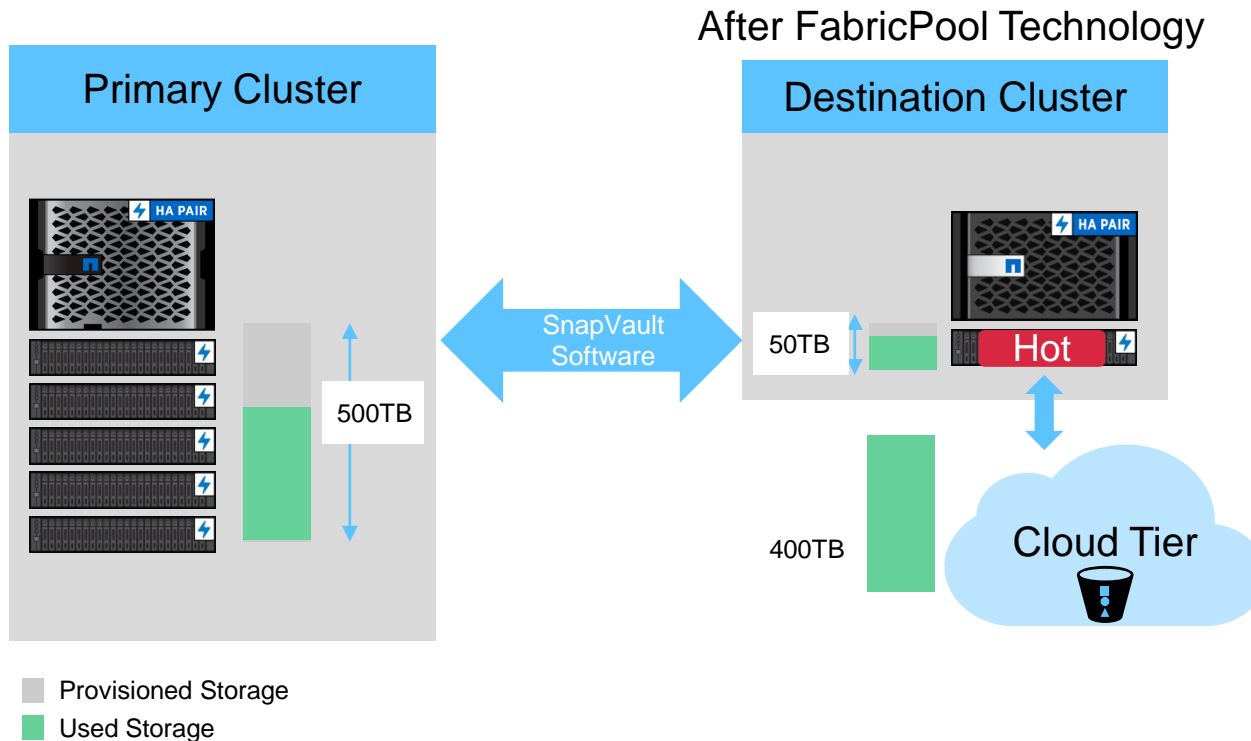 After FabricPool Technology
Primary Cluster
Destination Cluster
HA PAIR
HA PAIR
SnapVault
Software
50TB
Hot
500TB
400TB
Cloud Tier
Provisioned Storage
Used Storage